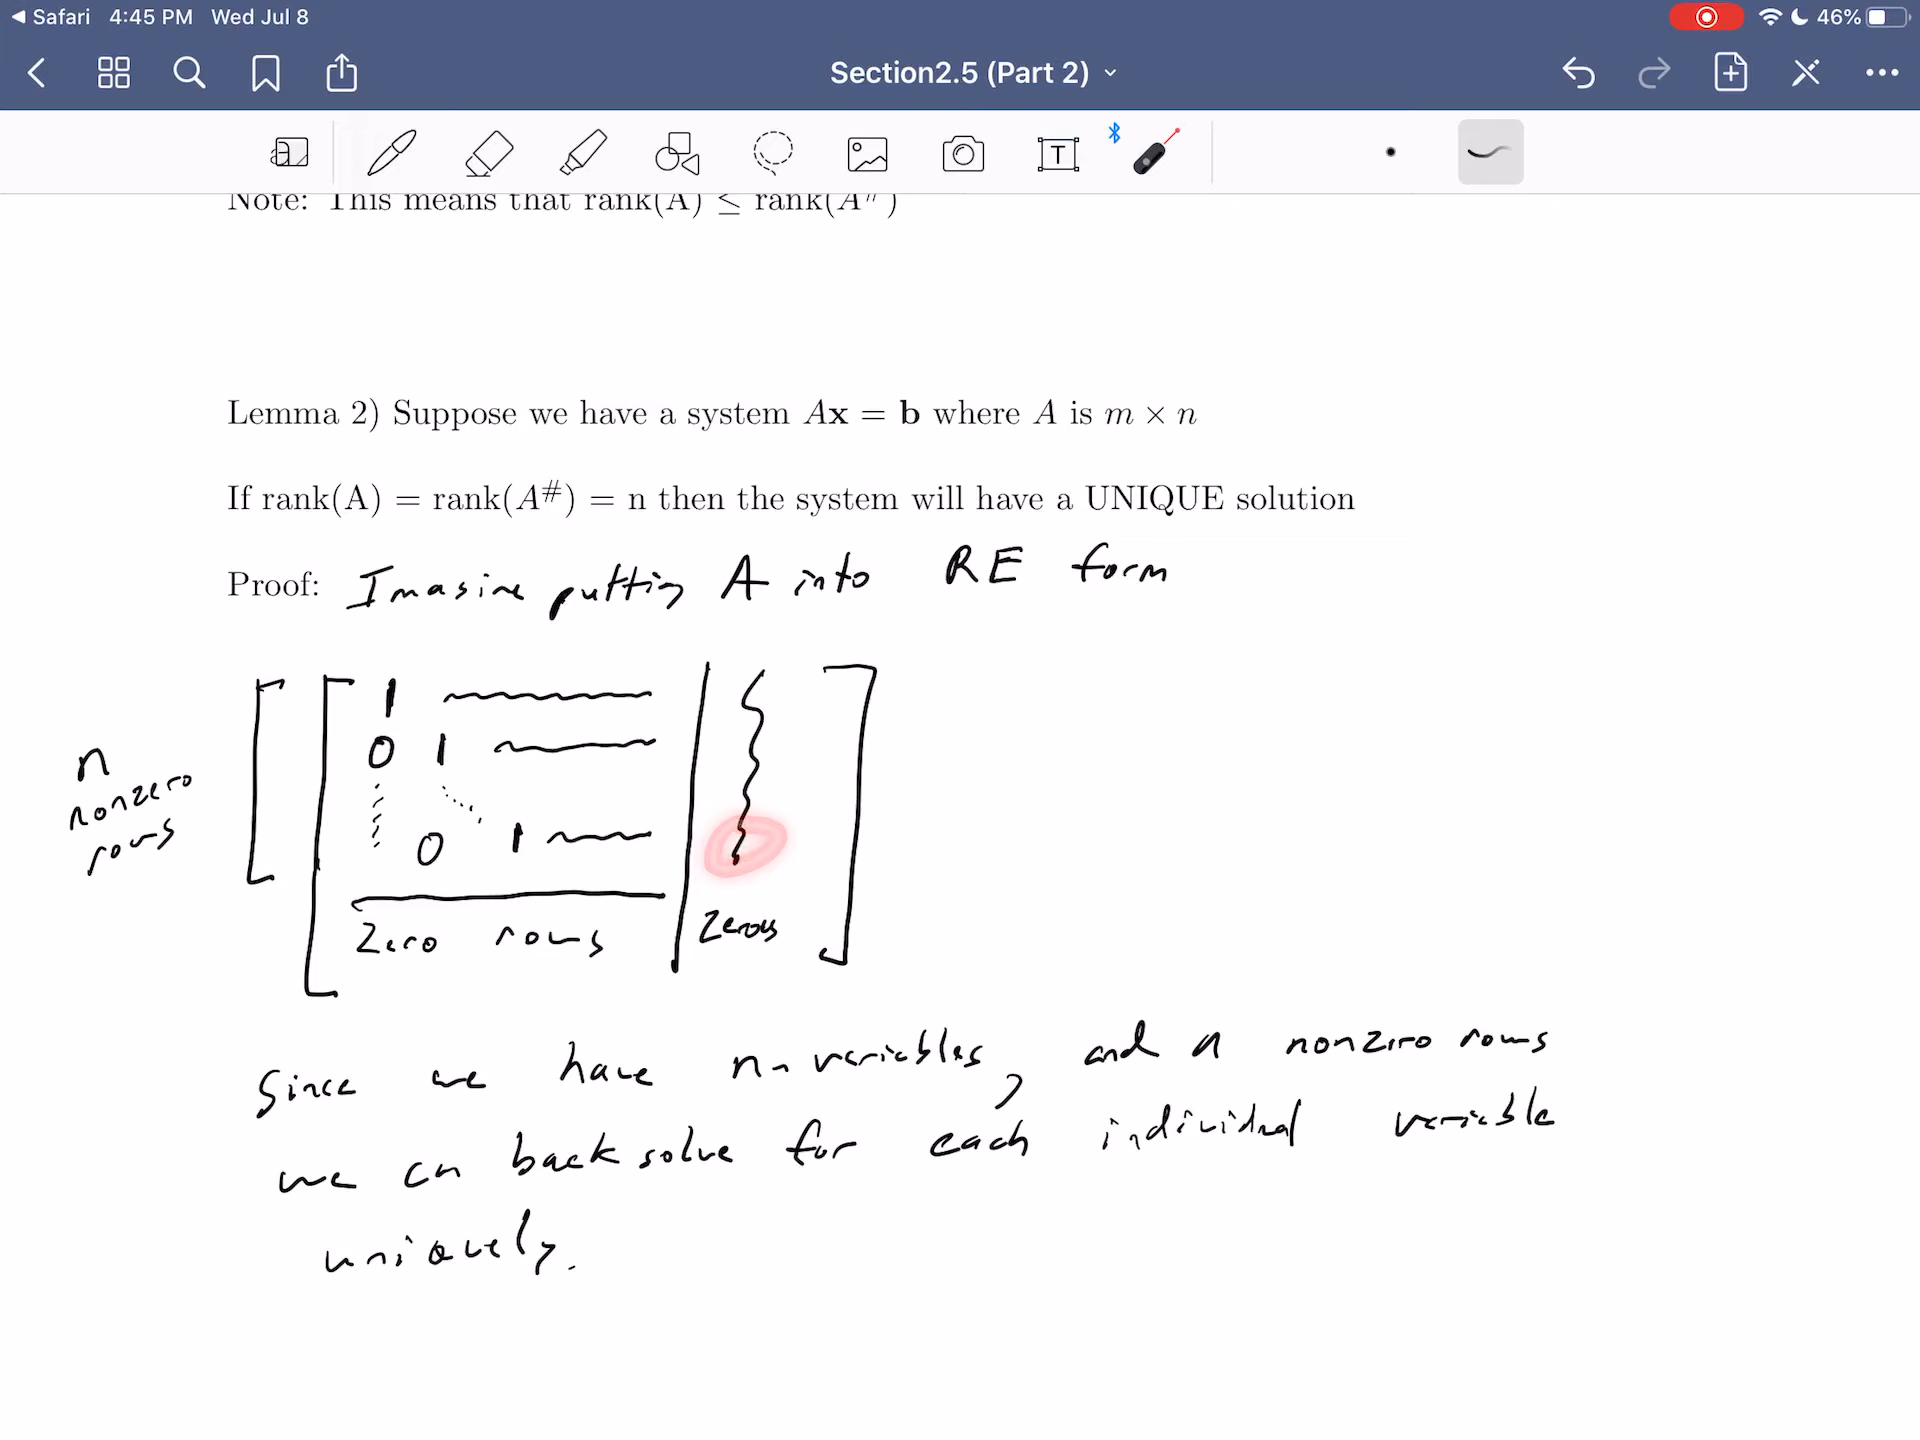 Safari 4:45 PM Wed Jul 8 46%
Section2.5 (Part 2)
T
Note: This means that rank(A) ≤ rank(A#)
Lemma 2) Suppose we have a system Ax = b where A is m × n
If rank(A) = rank(A#) = n then the system will have a UNIQUE solution
Proof: Imagine putting A into RE form
n
nonzero
rows
1
0 1
0 1
Zero rows Zeros
Since we have n variables, and n nonzero rows
we can back solve for each individual variable
uniquely.